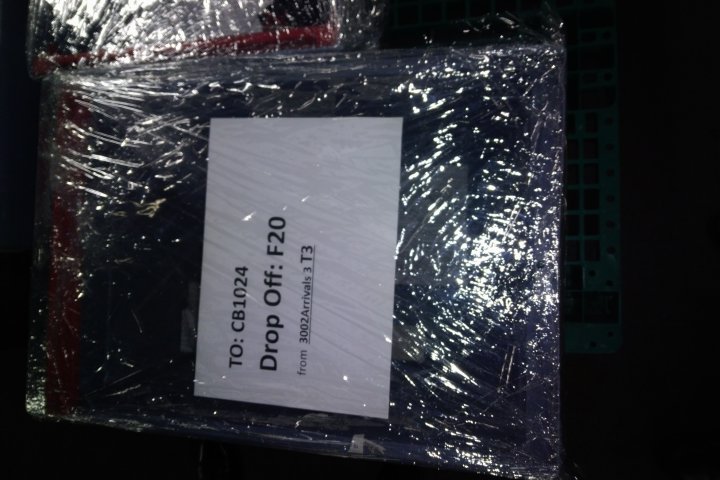 TO: CB1024
Drop Off: F20
from 3002Arrivals 3 T3